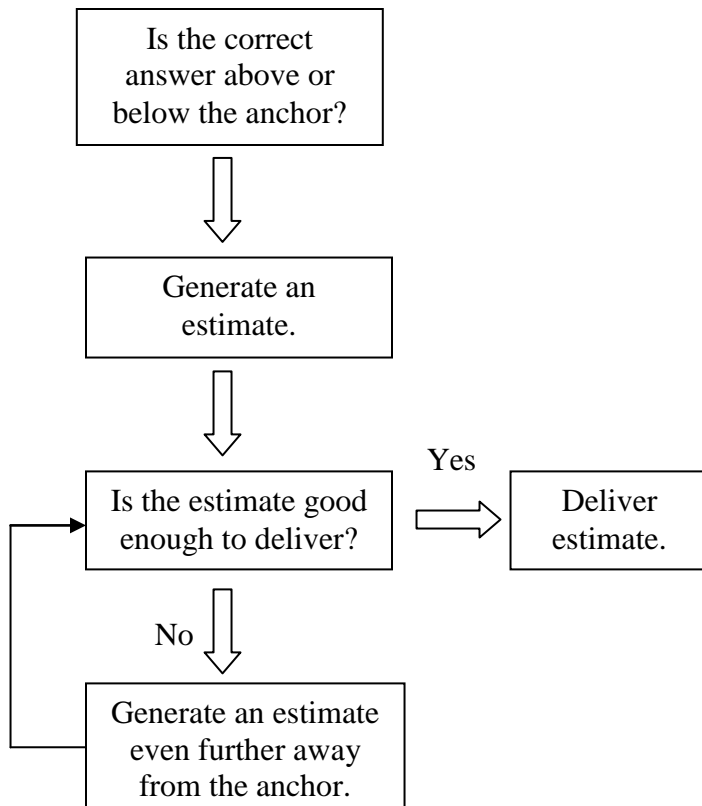 Is the correct
answer above or
below the anchor?
Generate an
estimate.
Is the estimate good
enough to deliver?
Yes
Deliver
estimate.
No
Generate an estimate
even further away
from the anchor.